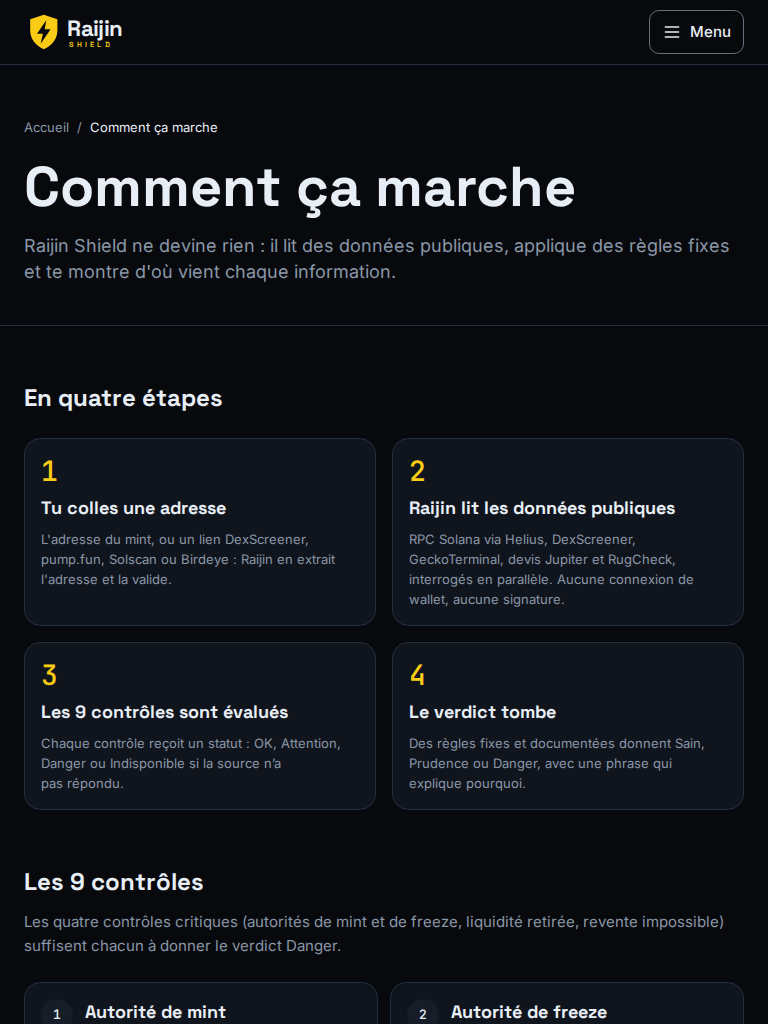 Raijin
SHIELD
Menu
Accueil / Comment ça marche
Comment ça marche
Raijin Shield ne devine rien : il lit des données publiques, applique des règles fixes
et te montre d'où vient chaque information.
En quatre étapes
1
Tu colles une adresse
L'adresse du mint, ou un lien DexScreener,
pump.fun, Solscan ou Birdeye : Raijin en extrait
l'adresse et la valide.
2
Raijin lit les données publiques
RPC Solana via Helius, DexScreener,
GeckoTerminal, devis Jupiter et RugCheck,
interrogés en parallèle. Aucune connexion de
wallet, aucune signature.
3
Les 9 contrôles sont évalués
Chaque contrôle reçoit un statut : OK, Attention,
Danger ou Indisponible si la source n'a
pas répondu.
4
Le verdict tombe
Des règles fixes et documentées donnent Sain,
Prudence ou Danger, avec une phrase qui
explique pourquoi.
Les 9 contrôles
Les quatre contrôles critiques (autorités de mint et de freeze, liquidité retirée, revente impossible)
suffisent chacun à donner le verdict Danger.
1 Autorité de mint
2 Autorité de freeze